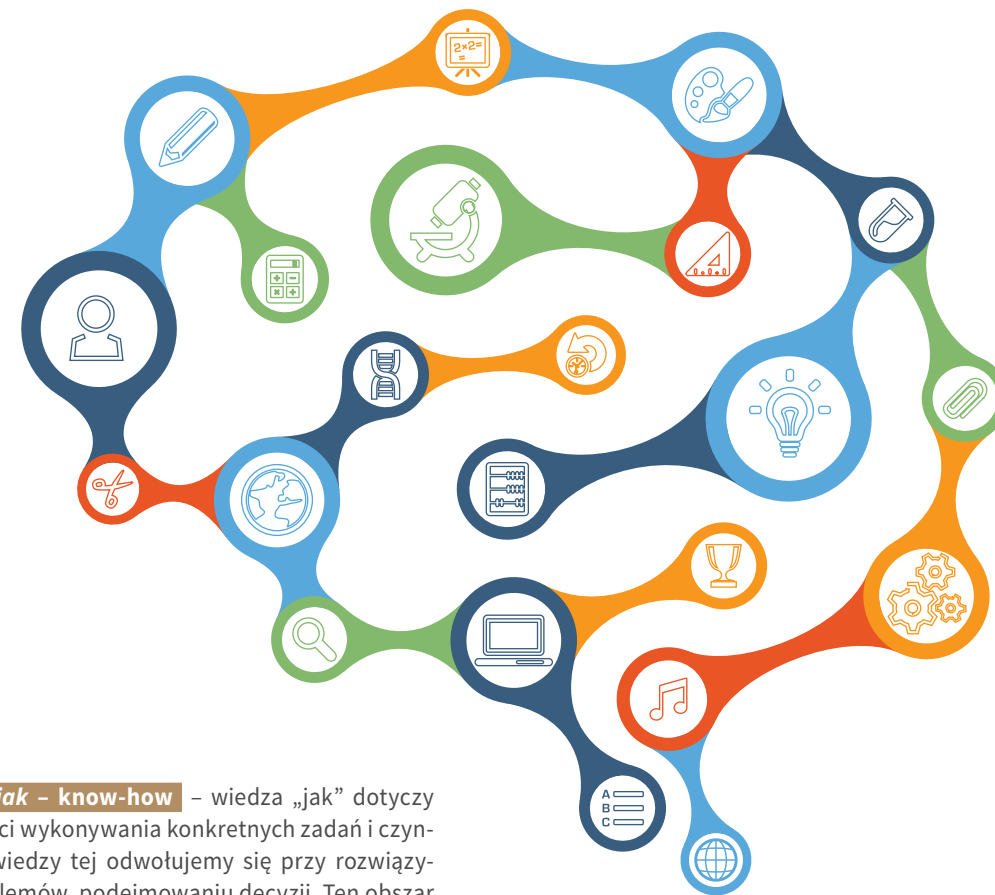 2×2=
=
A
B
C
jak – know-how – wiedza „jak” dotyczy
ci wykonywania konkretnych zadań i czyn-
wiedzy tej odwołujemy się przy rozwiązy-
lemów, podejmowaniu decyzji. Ten obszar